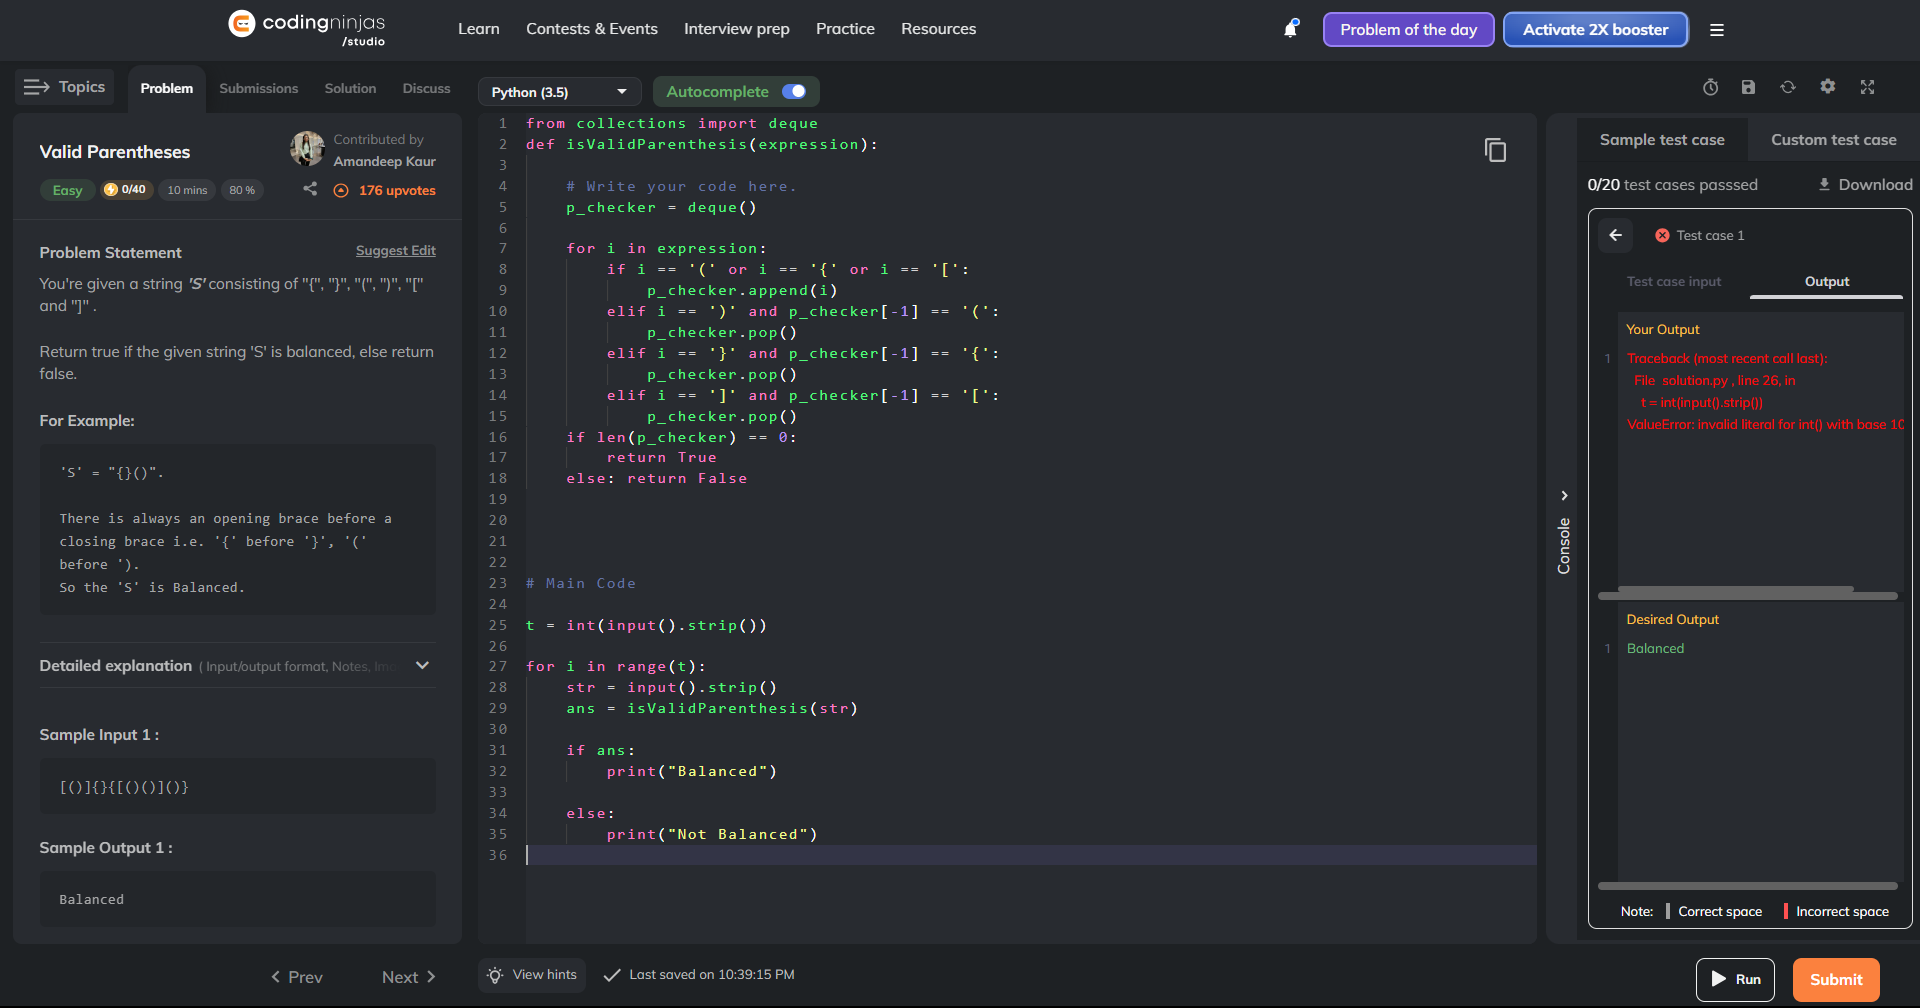 codingninjas
/studio
Learn
Contests & Events
Interview prep
Practice
Resources
Problem of the day
Activate 2X booster
Topics
Problem
Submissions
Solution
Discuss
Python (3.5)
Autocomplete
Valid Parentheses
Contributed by
Amandeep Kaur
Easy
0/40
10 mins
80 %
176 upvotes
Problem Statement
Suggest Edit
You're given a string 'S' consisting of "{", "}", "(", ")", "["
and "]" .
Return true if the given string 'S' is balanced, else return
false.
For Example:
'S' = "{}()".
There is always an opening brace before a
closing brace i.e. '{' before '}', '('
before ').
So the 'S' is Balanced.
Detailed explanation ( Input/output format, Notes,
Sample Input 1 :
[()]{}{[()()]()}
Sample Output 1 :
Balanced
Prev
Next
1 from collections import deque
2 def isValidParenthesis(expression):
3
4     # Write your code here.
5     p_checker = deque()
6
7     for i in expression:
8         if i == '(' or i == '{' or i == '[':
9             p_checker.append(i)
10         elif i == ')' and p_checker[-1] == '(':
11             p_checker.pop()
12         elif i == '}' and p_checker[-1] == '{':
13             p_checker.pop()
14         elif i == ']' and p_checker[-1] == '[':
15             p_checker.pop()
16     if len(p_checker) == 0:
17         return True
18     else: return False
19
20
21
22
23 # Main Code
24
25 t = int(input().strip())
26
27 for i in range(t):
28     str = input().strip()
29     ans = isValidParenthesis(str)
30
31     if ans:
32         print("Balanced")
33
34     else:
35         print("Not Balanced")
36
View hints
Last saved on 10:39:15 PM
Console
Sample test case
Custom test case
0/20 test cases passsed
Download
Test case 1
Test case input
Output
Your Output
1 Traceback (most recent call last):
File solution.py , line 26, in
t = int(input().strip())
ValueError: invalid literal for int() with base 10
Desired Output
1 Balanced
Note:
Correct space
Incorrect space
Run
Submit